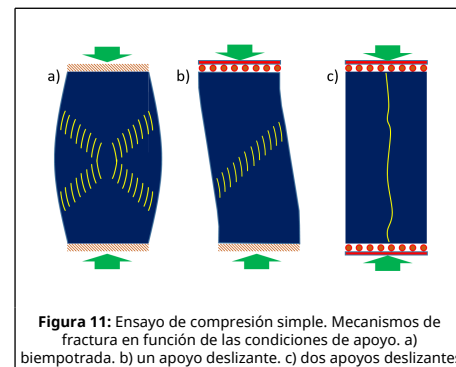 a)
b)
c)
Figura 11: Ensayo de compresión simple. Mecanismos de
fractura en función de las condiciones de apoyo. a)
biempotrada. b) un apoyo deslizante. c) dos apoyos deslizantes